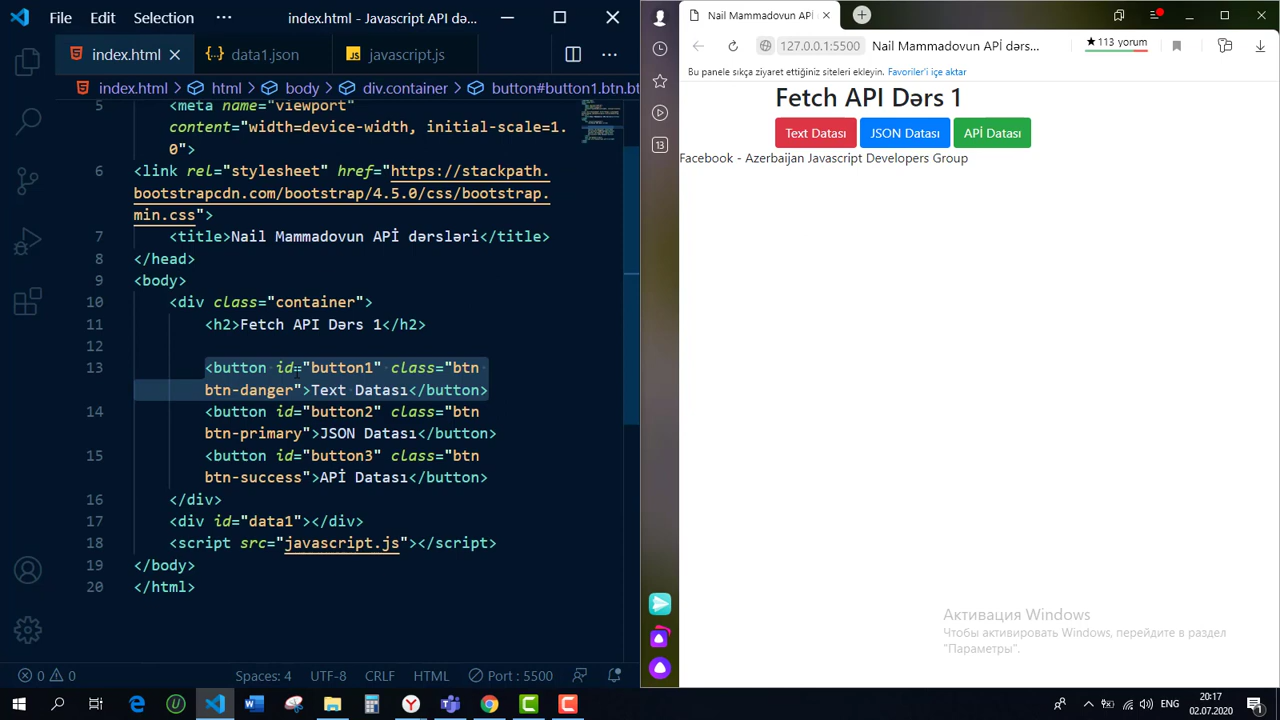 File Edit Selection ··· index.html - Javascript API də...
index.html data1.json javascript.js
index.html > html > body > div.container > button#button1.btn.bt
5 <meta name="viewport"
content="width=device-width, initial-scale=1.
0">
6 <link rel="stylesheet" href="https://stackpath.
bootstrapcdn.com/bootstrap/4.5.0/css/bootstrap.
min.css">
7 <title>Nail Mammadovun APİ dərsləri</title>
8 </head>
9 <body>
10 <div class="container">
11 <h2>Fetch API Dərs 1</h2>
12
13 <button id="button1" class="btn
btn-danger">Text Datası</button>
14 <button id="button2" class="btn
btn-primary">JSON Datası</button>
15 <button id="button3" class="btn
btn-success">APİ Datası</button>
16 </div>
17 <div id="data1"></div>
18 <script src="javascript.js"></script>
19 </body>
20 </html>
0 0 Spaces: 4 UTF-8 CRLF HTML Port : 5500
Nail Mammadovun APİ
127.0.0.1:5500 Nail Mammadovun APİ dərs... ★113 yorum
Bu panele sıkça ziyaret ettiğiniz siteleri ekleyin. Favoriler'i içe aktar
13
Fetch API Dərs 1
Text Datası JSON Datası APİ Datası
Facebook - Azerbaijan Javascript Developers Group
Активация Windows
Чтобы активировать Windows, перейдите в раздел
"Параметры".
ENG 20:17
02.07.2020 1